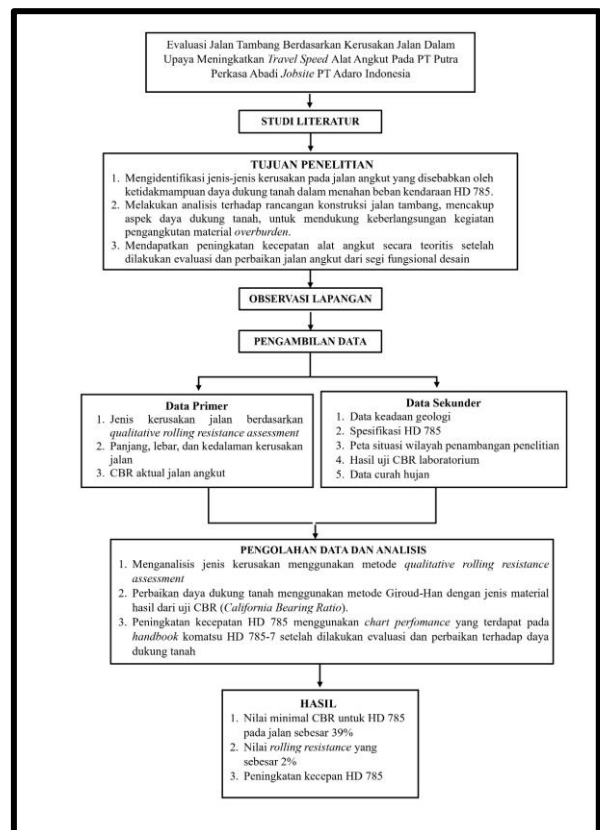 Evaluasi Jalan Tambang Berdasarkan Kerusakan Jalan Dalam
Upaya Meningkatkan Travel Speed Alat Angkut Pada PT Putra
Perkasa Abadi Jobsite PT Adaro Indonesia
STUDI LITERATUR
TUJUAN PENELITIAN
1. Mengidentifikasi jenis-jenis kerusakan pada jalan angkut yang disebabkan oleh
ketidakmampuan daya dukung tanah dalam menahan beban kendaraan HD 785.
2. Melakukan analisis terhadap rancangan konstruksi jalan tambang, mencakup
aspek daya dukung tanah, untuk mendukung keberlangsungan kegiatan
pengangkutan material overburden.
3. Mendapatkan peningkatan kecepatan alat angkut secara teoritis setelah
dilakukan evaluasi dan perbaikan jalan angkut dari segi fungsional desain
OBSERVASI LAPANGAN
PENGAMBILAN DATA
Data Primer
1. Jenis kerusakan jalan berdasarkan
qualitative rolling resistance assessment
2. Panjang, lebar, dan kedalaman kerusakan
jalan
3. CBR aktual jalan angkut
Data Sekunder
1. Data keadaan geologi
2. Spesifikasi HD 785
3. Peta situasi wilayah penambangan penelitian
4. Hasil uji CBR laboratorium
5. Data curah hujan
PENGOLAHAN DATA DAN ANALISIS
1. Menganalisis jenis kerusakan menggunakan metode qualitative rolling resistance
assessment
2. Perbaikan daya dukung tanah menggunakan metode Giroud-Han dengan jenis material
hasil dari uji CBR (California Bearing Ratio).
3. Peningkatan kecepatan HD 785 menggunakan chart perfomance yang terdapat pada
handbook komatsu HD 785-7 setelah dilakukan evaluasi dan perbaikan terhadap daya
dukung tanah
HASIL
1. Nilai minimal CBR untuk HD 785
pada jalan sebesar 39%
2. Nilai rolling resistance yang
sebesar 2%
3. Peningkatan kecepan HD 785